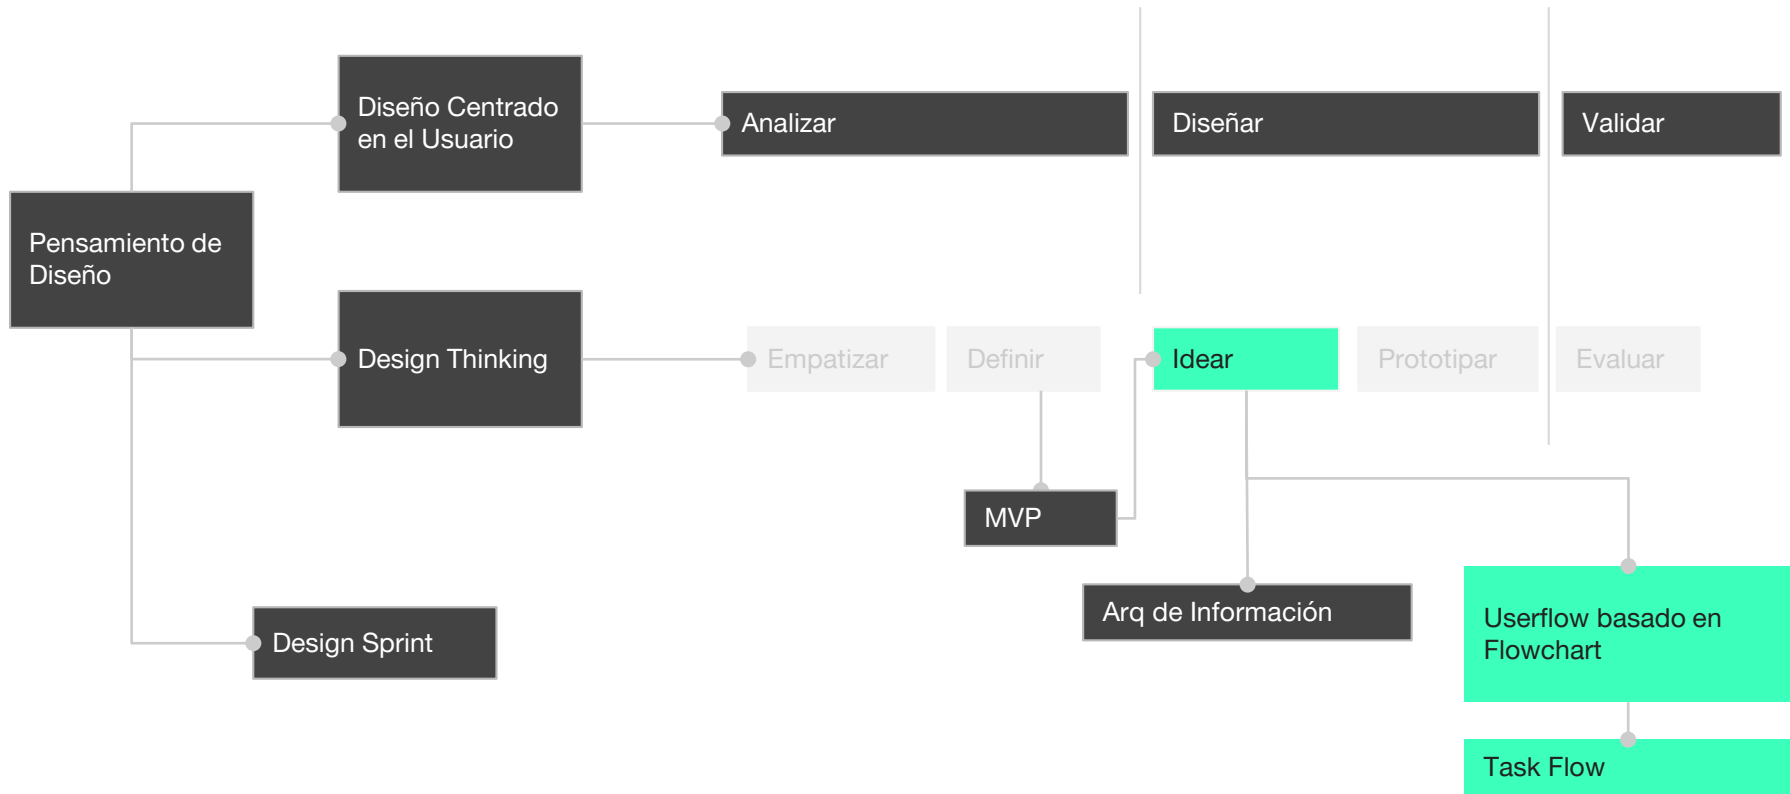 Diseño Centrado
en el Usuario
Analizar
Diseñar
Validar
Pensamiento de
Diseño
Design Thinking
Empatizar
Definir
Idear
Prototipar
Evaluar
MVP
Arq de Información
Userflow basado en
Flowchart
Design Sprint
Task Flow